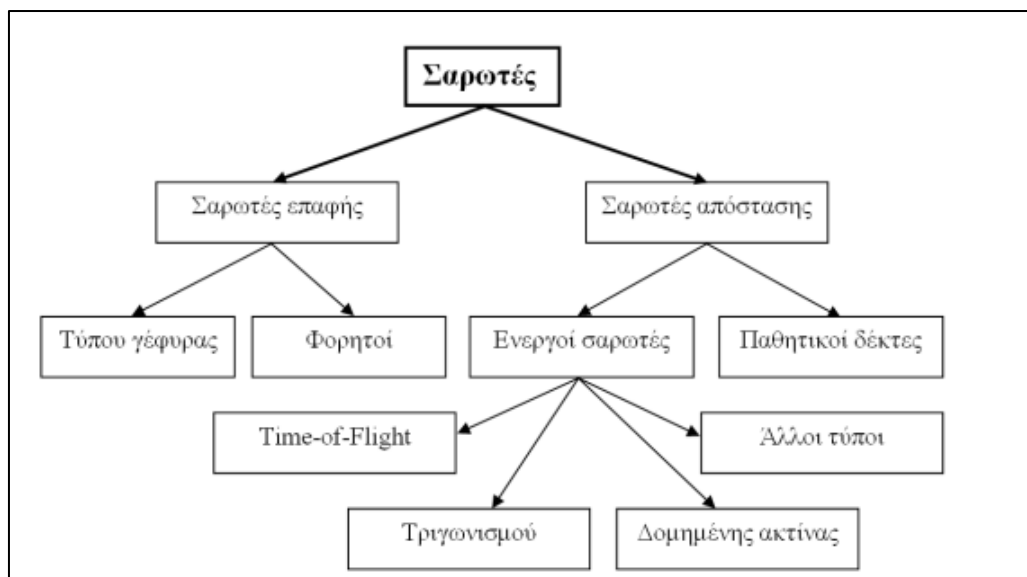 Σαρωτές
Σαρωτές επαφής
Σαρωτές απόστασης
Τύπου γέφυρας
Φορητοί
Ενεργοί σαρωτές
Παθητικοί δέκτες
Time-of-Flight
Άλλοι τύποι
Τριγωνισμού
Δομημένης ακτίνας